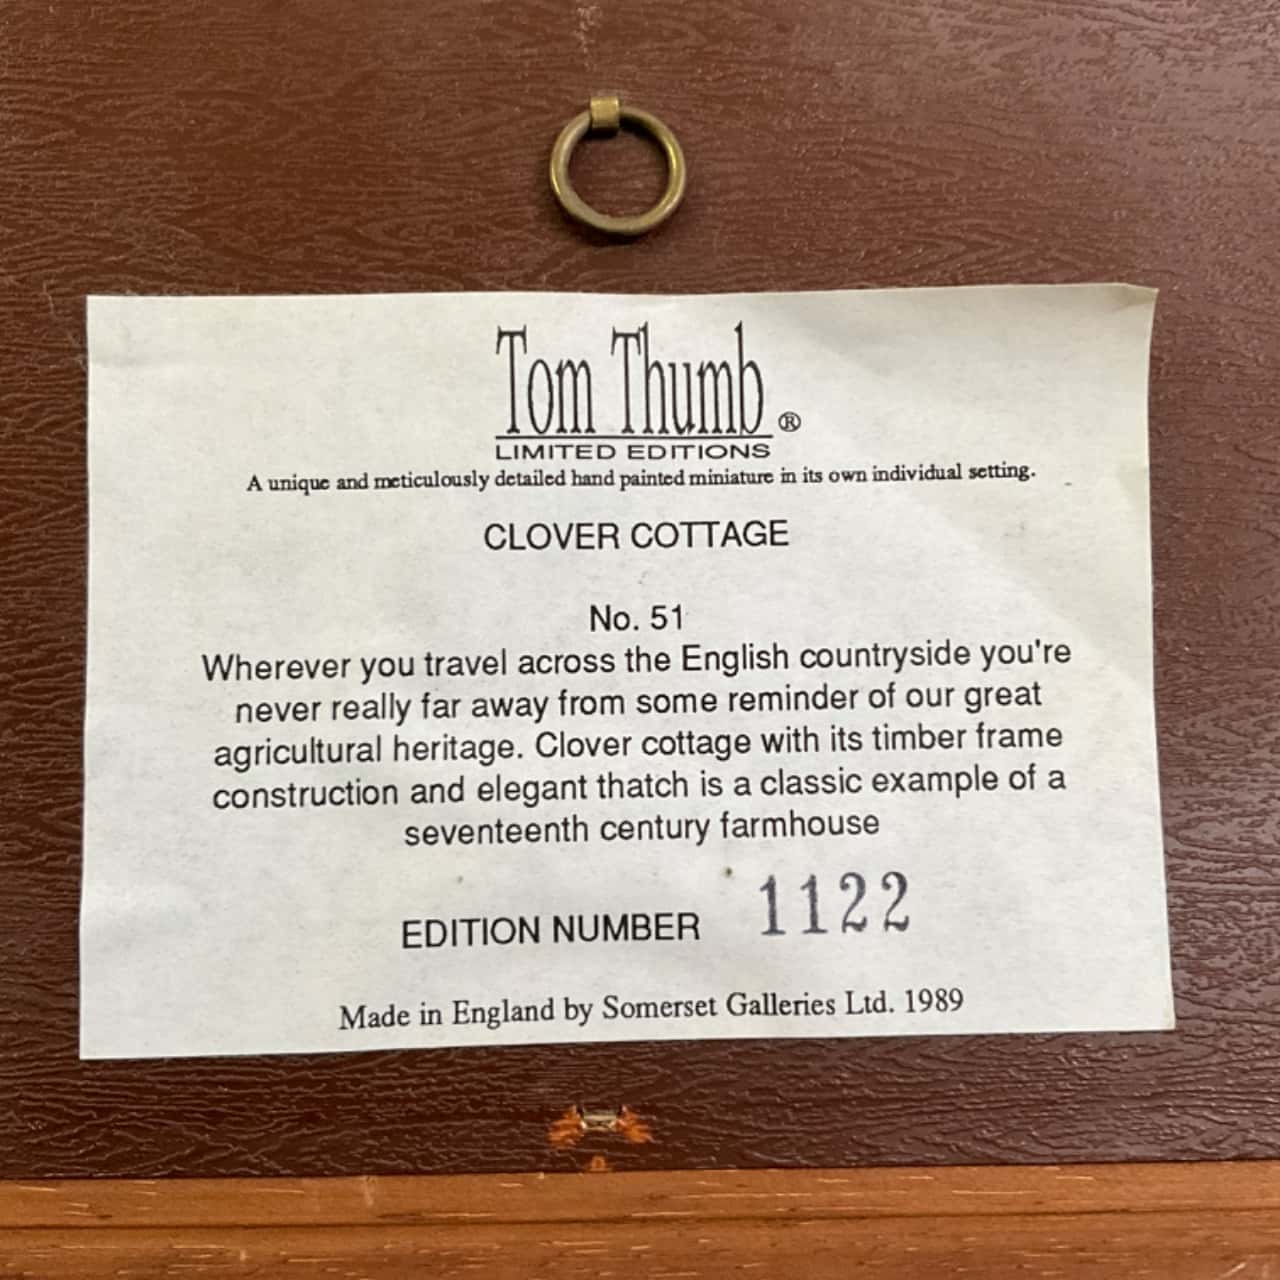 Tom Thumb ®
LIMITED EDITIONS
A unique and meticulously detailed hand painted miniature in its own individual setting.
CLOVER COTTAGE
No. 51
Wherever you travel across the English countryside you're
never really far away from some reminder of our great
agricultural heritage. Clover cottage with its timber frame
construction and elegant thatch is a classic example of a
seventeenth century farmhouse
EDITION NUMBER 1122
Made in England by Somerset Galleries Ltd. 1989